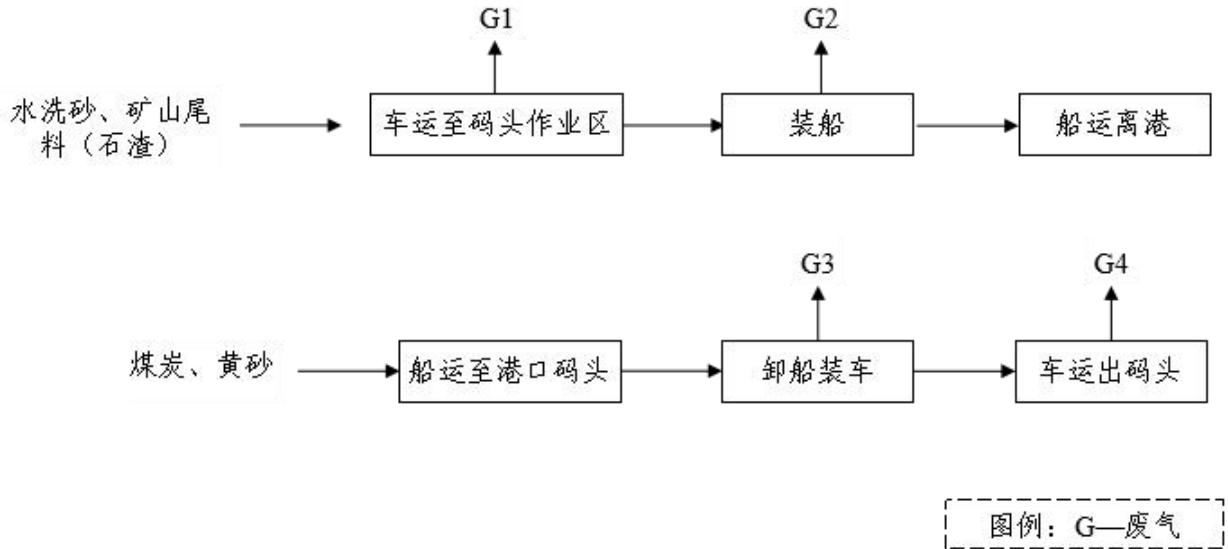 G1
G2
水洗砂、矿山尾
料（石渣）
车运至码头作业区
装船
船运离港
G3
G4
煤炭、黄砂
船运至港口码头
卸船装车
车运出码头
图例：G—废气